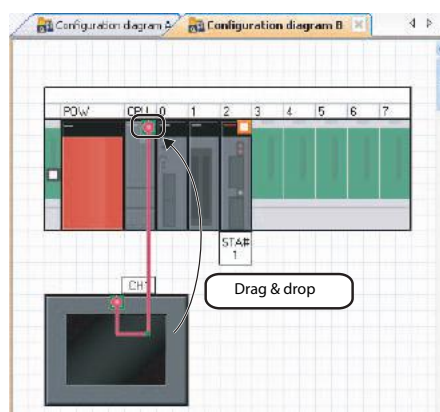 Configuration diagram A Configuration diagram B
POW CPU 0 1 2 3 4 5 6 7
STA#
1
CH1
Drag & drop